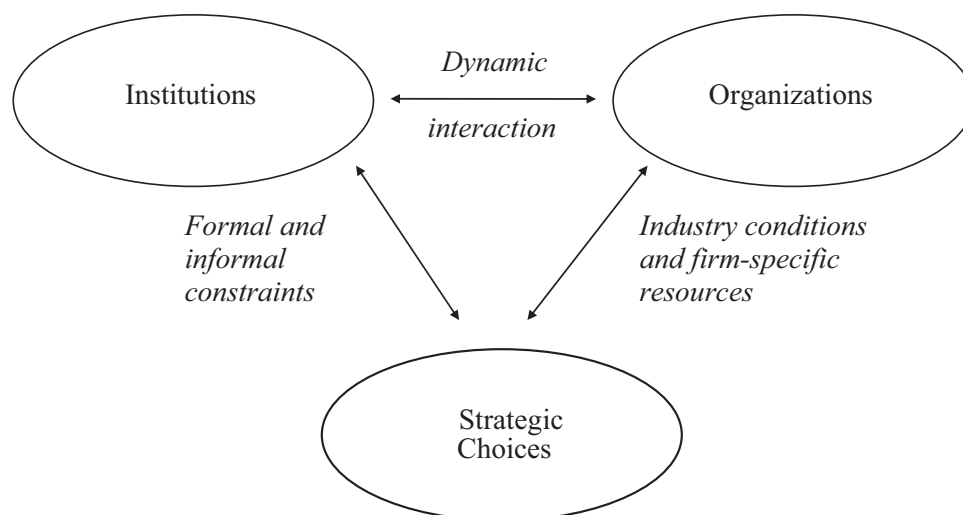 Dynamic
Institutions
Organizations
interaction
Formal and
informal
constraints
Industry conditions
and firm-specific
resources
Strategic
Choices